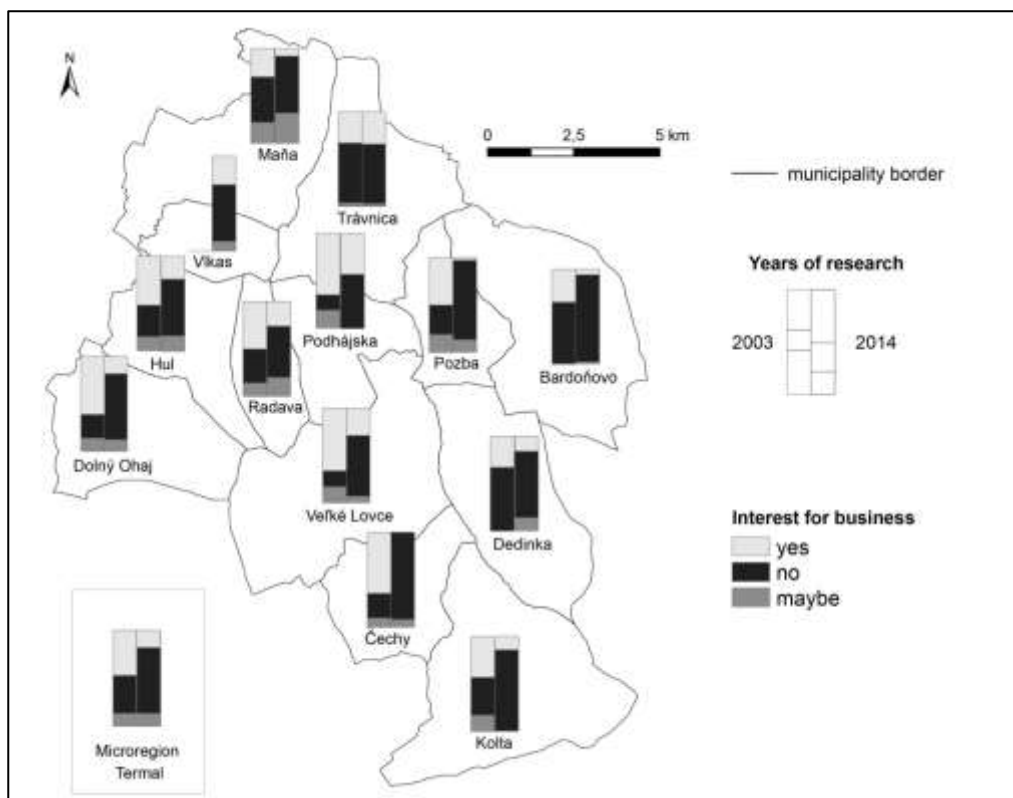 N
0 2,5 5 km
Maňa
municipality border
Trávnica
Vlkas
Years of research
2003 2014
Podhájska
Hul
Pozba
Bardoňovo
Radava
Dolný Ohaj
Veľké Lovce
Interest for business
yes
no
maybe
Dedinka
Čechy
Kolta
Microregion
Termal